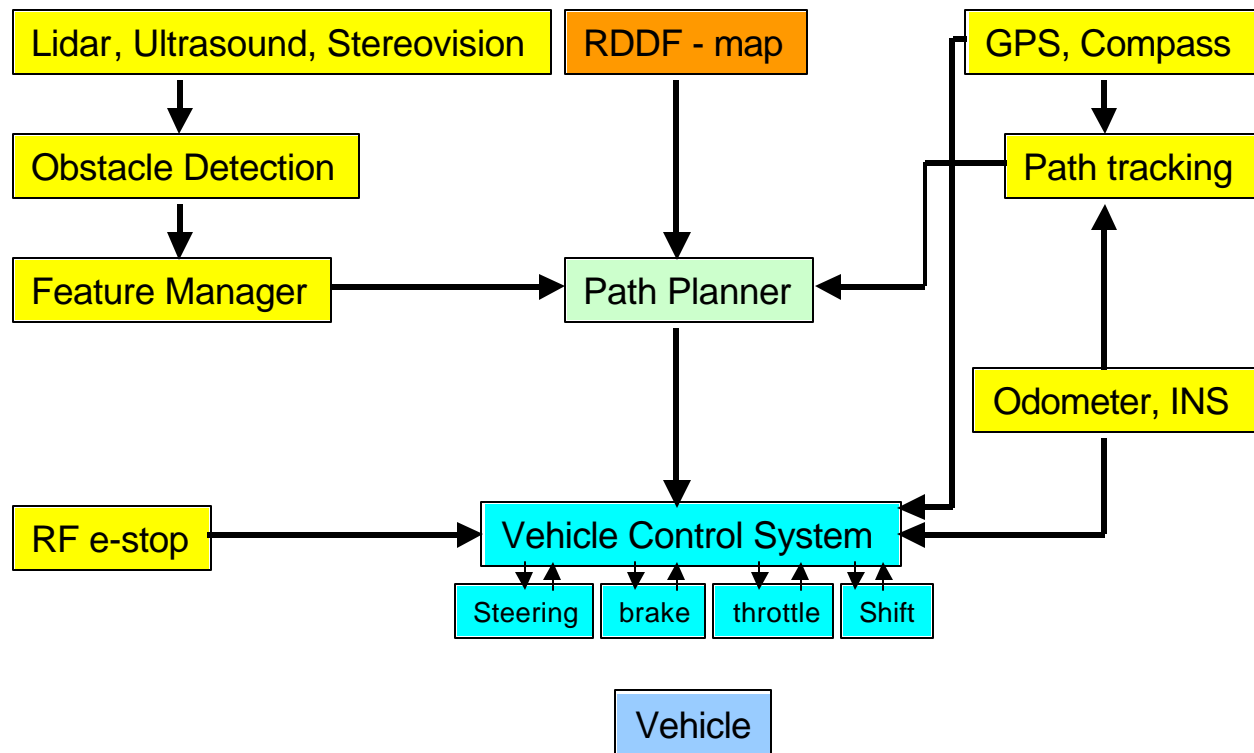 Lidar, Ultrasound, Stereovision
RDDF - map
GPS, Compass
Obstacle Detection
Path tracking
Feature Manager
Path Planner
Odometer, INS
RF e-stop
Vehicle Control System
Steering
brake
throttle
Shift
Vehicle